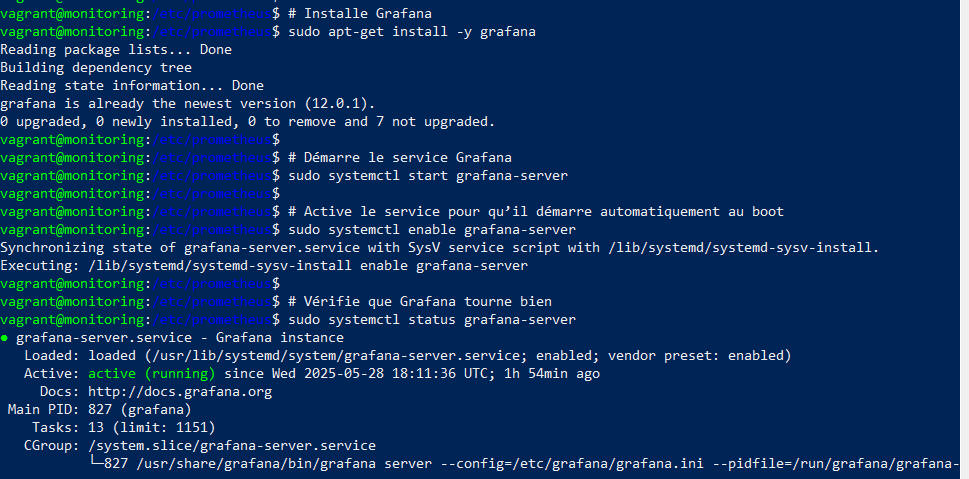 vagrant@monitoring:/etc/prometheus$ # Installe Grafana
vagrant@monitoring:/etc/prometheus$ sudo apt-get install -y grafana
Reading package lists... Done
Building dependency tree
Reading state information... Done
grafana is already the newest version (12.0.1).
0 upgraded, 0 newly installed, 0 to remove and 7 not upgraded.
vagrant@monitoring:/etc/prometheus$
vagrant@monitoring:/etc/prometheus$ # Démarre le service Grafana
vagrant@monitoring:/etc/prometheus$ sudo systemctl start grafana-server
vagrant@monitoring:/etc/prometheus$
vagrant@monitoring:/etc/prometheus$ # Active le service pour qu’il démarre automatiquement au boot
vagrant@monitoring:/etc/prometheus$ sudo systemctl enable grafana-server
Synchronizing state of grafana-server.service with SysV service script with /lib/systemd/systemd-sysv-install.
Executing: /lib/systemd/systemd-sysv-install enable grafana-server
vagrant@monitoring:/etc/prometheus$
vagrant@monitoring:/etc/prometheus$ # Vérifie que Grafana tourne bien
vagrant@monitoring:/etc/prometheus$ sudo systemctl status grafana-server
● grafana-server.service - Grafana instance
Loaded: loaded (/usr/lib/systemd/system/grafana-server.service; enabled; vendor preset: enabled)
Active: active (running) since Wed 2025-05-28 18:11:36 UTC; 1h 54min ago
Docs: http://docs.grafana.org
Main PID: 827 (grafana)
Tasks: 13 (limit: 1151)
CGroup: /system.slice/grafana-server.service
└─827 /usr/share/grafana/bin/grafana server --config=/etc/grafana/grafana.ini --pidfile=/run/grafana/grafana-